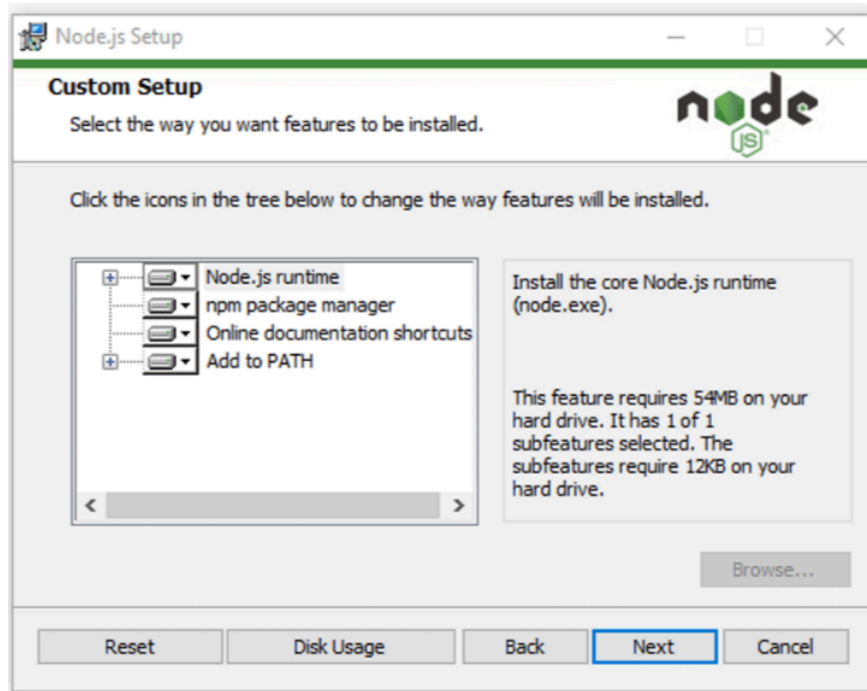 Node.js Setup
Custom Setup
Select the way you want features to be installed.
node
JS
Click the icons in the tree below to change the way features will be installed.
Node.js runtime
npm package manager
Online documentation shortcuts
Add to PATH
Install the core Node.js runtime
(node.exe).
This feature requires 54MB on your
hard drive. It has 1 of 1
subfeatures selected. The
subfeatures require 12KB on your
hard drive.
Browse...
Reset
Disk Usage
Back
Next
Cancel